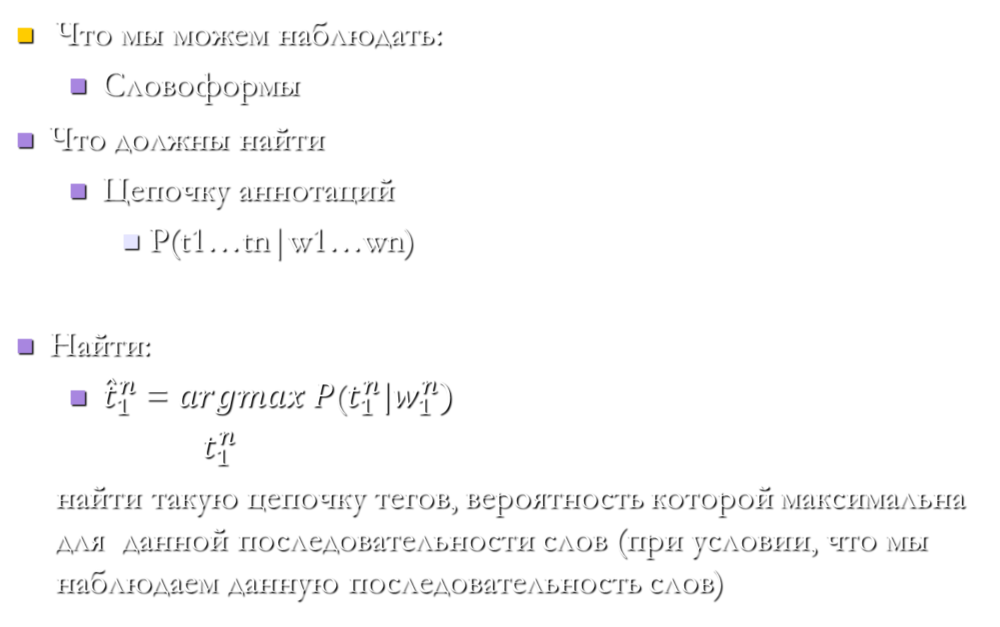 Что мы можем наблюдать:
Словоформы
Что должны найти
Цепочку аннотаций
P(t1…tn|w1…wn)
Найти:
$\hat{t}_1^n = argmax\ P(t_1^n|w_1^n)$
$t_1^n$
найти такую цепочку тегов, вероятность которой максимальна
для данной последовательности слов (при условии, что мы
наблюдаем данную последовательность слов)